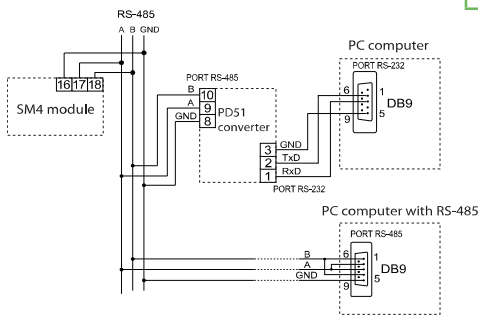 RS-485
A B GND
16 17 18
SM4 module
PORT RS-485
B 10
A 9
GND 8
PD51
converter
3 GND
2 TxD
1 RxD
PORT RS-232
PC computer
PORT RS-232
6 1
DB9
9 5
PC computer with RS-485
PORT RS-485
B 6 1
A DB9
GND 9 5